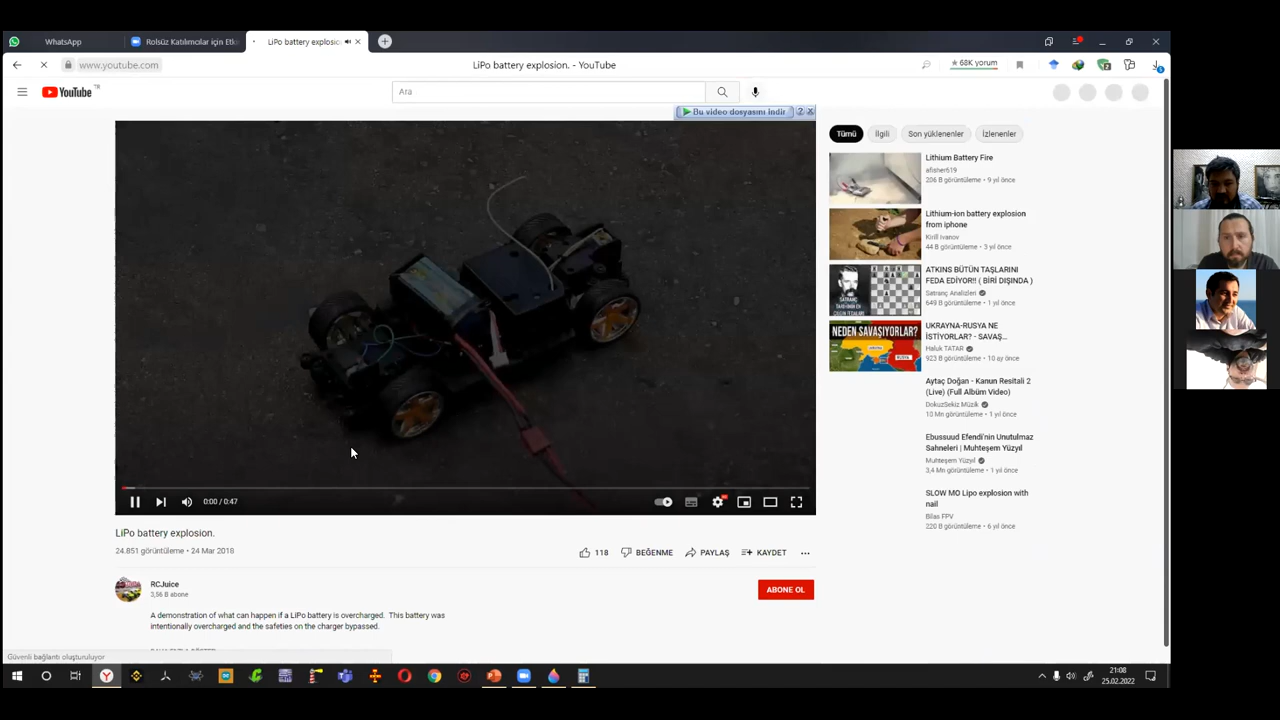 WhatsApp
Rolsüz Katılımcılar için Etki
LiPo battery explosion
www.youtube.com
LiPo battery explosion. - YouTube
68K yorum
YouTube TR
Ara
Bu video dosyasını indir
Tümü
İlgili
Son yüklenenler
İzlenenler
Lithium Battery Fire
afisher619
206 B görüntüleme • 9 yıl önce
Lithium-ion battery explosion
from iphone
Kirill Ivanov
44 B görüntüleme • 3 yıl önce
ATKINS BÜTÜN TAŞLARINI
FEDA EDİYOR!! ( BİRİ DIŞINDA )
Satranç Analizleri
649 B görüntüleme • 1 yıl önce
NEDEN SAVAŞIYORLAR?
UKRAYNA-RUSYA NE
İSTİYORLAR? - SAVAŞ...
Haluk TATAR
923 B görüntüleme • 10 ay önce
Aytaç Doğan - Kanun Resitali 2
(Live) (Full Albüm Video)
DokuzSekiz Müzik
13 Mn görüntüleme • 1 yıl önce
Ebussuud Efendi'nin Unutulmaz
Sahneleri | Muhteşem Yüzyıl
Muhteşem Yüzyıl
3,4 Mn görüntüleme • 1 yıl önce
SLOW MO Lipo explosion with
nail
Bilas FPV
220 B görüntüleme • 6 yıl önce
0:00 / 0:47
LiPo battery explosion.
24.851 görüntüleme • 24 Mar 2018
118
BEĞENME
PAYLAŞ
KAYDET
RCJuice
3,56 B abone
ABONE OL
A demonstration of what can happen if a LiPo battery is overcharged. This battery was
intentionally overcharged and the safeties on the charger bypassed.
Güvenli bağlantı oluşturuluyor
21:08
25.02.2022